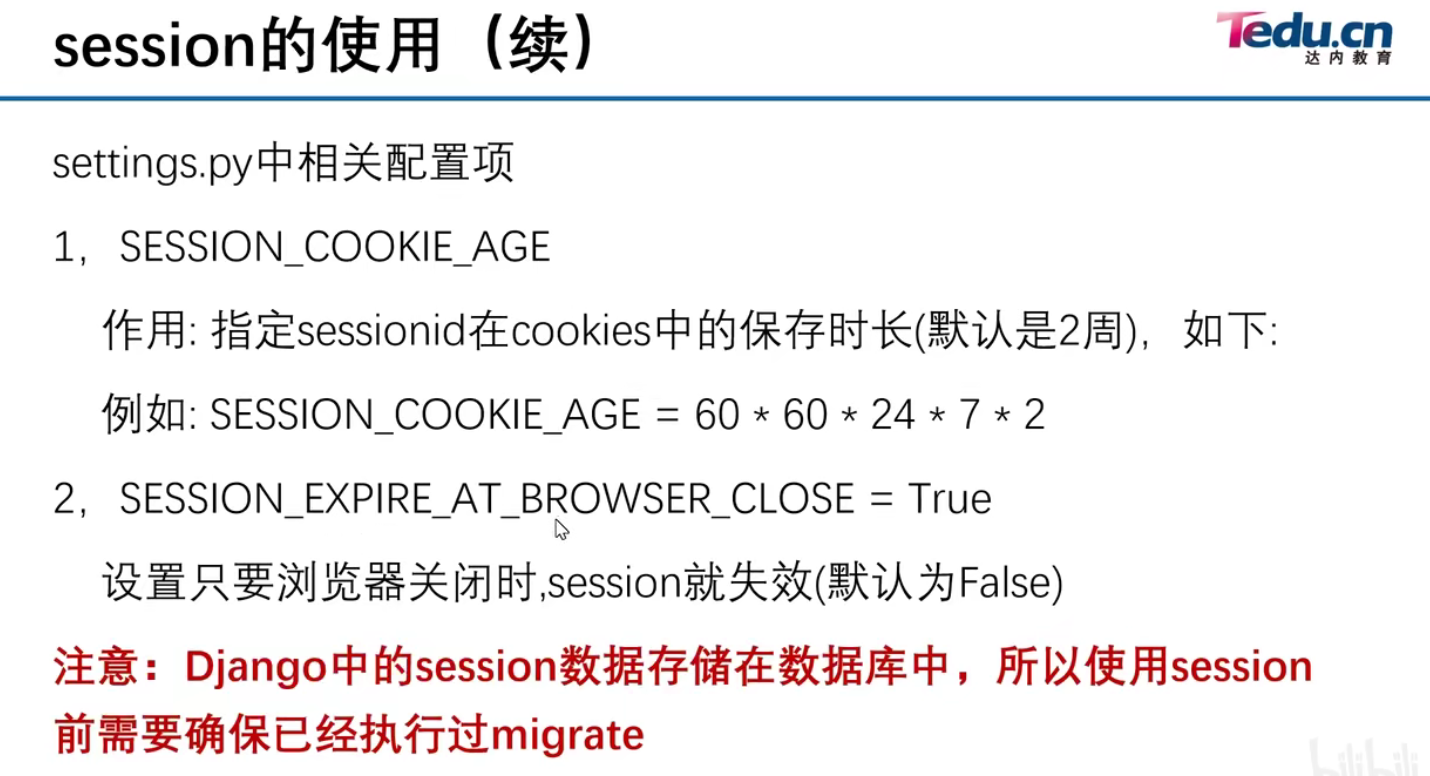 session的使用（续）
Tedu.cn
达内教育
settings.py中相关配置项
1，SESSION_COOKIE_AGE
作用: 指定sessionid在cookies中的保存时长(默认是2周)，如下:
例如: SESSION_COOKIE_AGE = 60 * 60 * 24 * 7 * 2
2，SESSION_EXPIRE_AT_BROWSER_CLOSE = True
设置只要浏览器关闭时,session就失效(默认为False)
注意：Django中的session数据存储在数据库中，所以使用session
前需要确保已经执行过migrate
bilibili